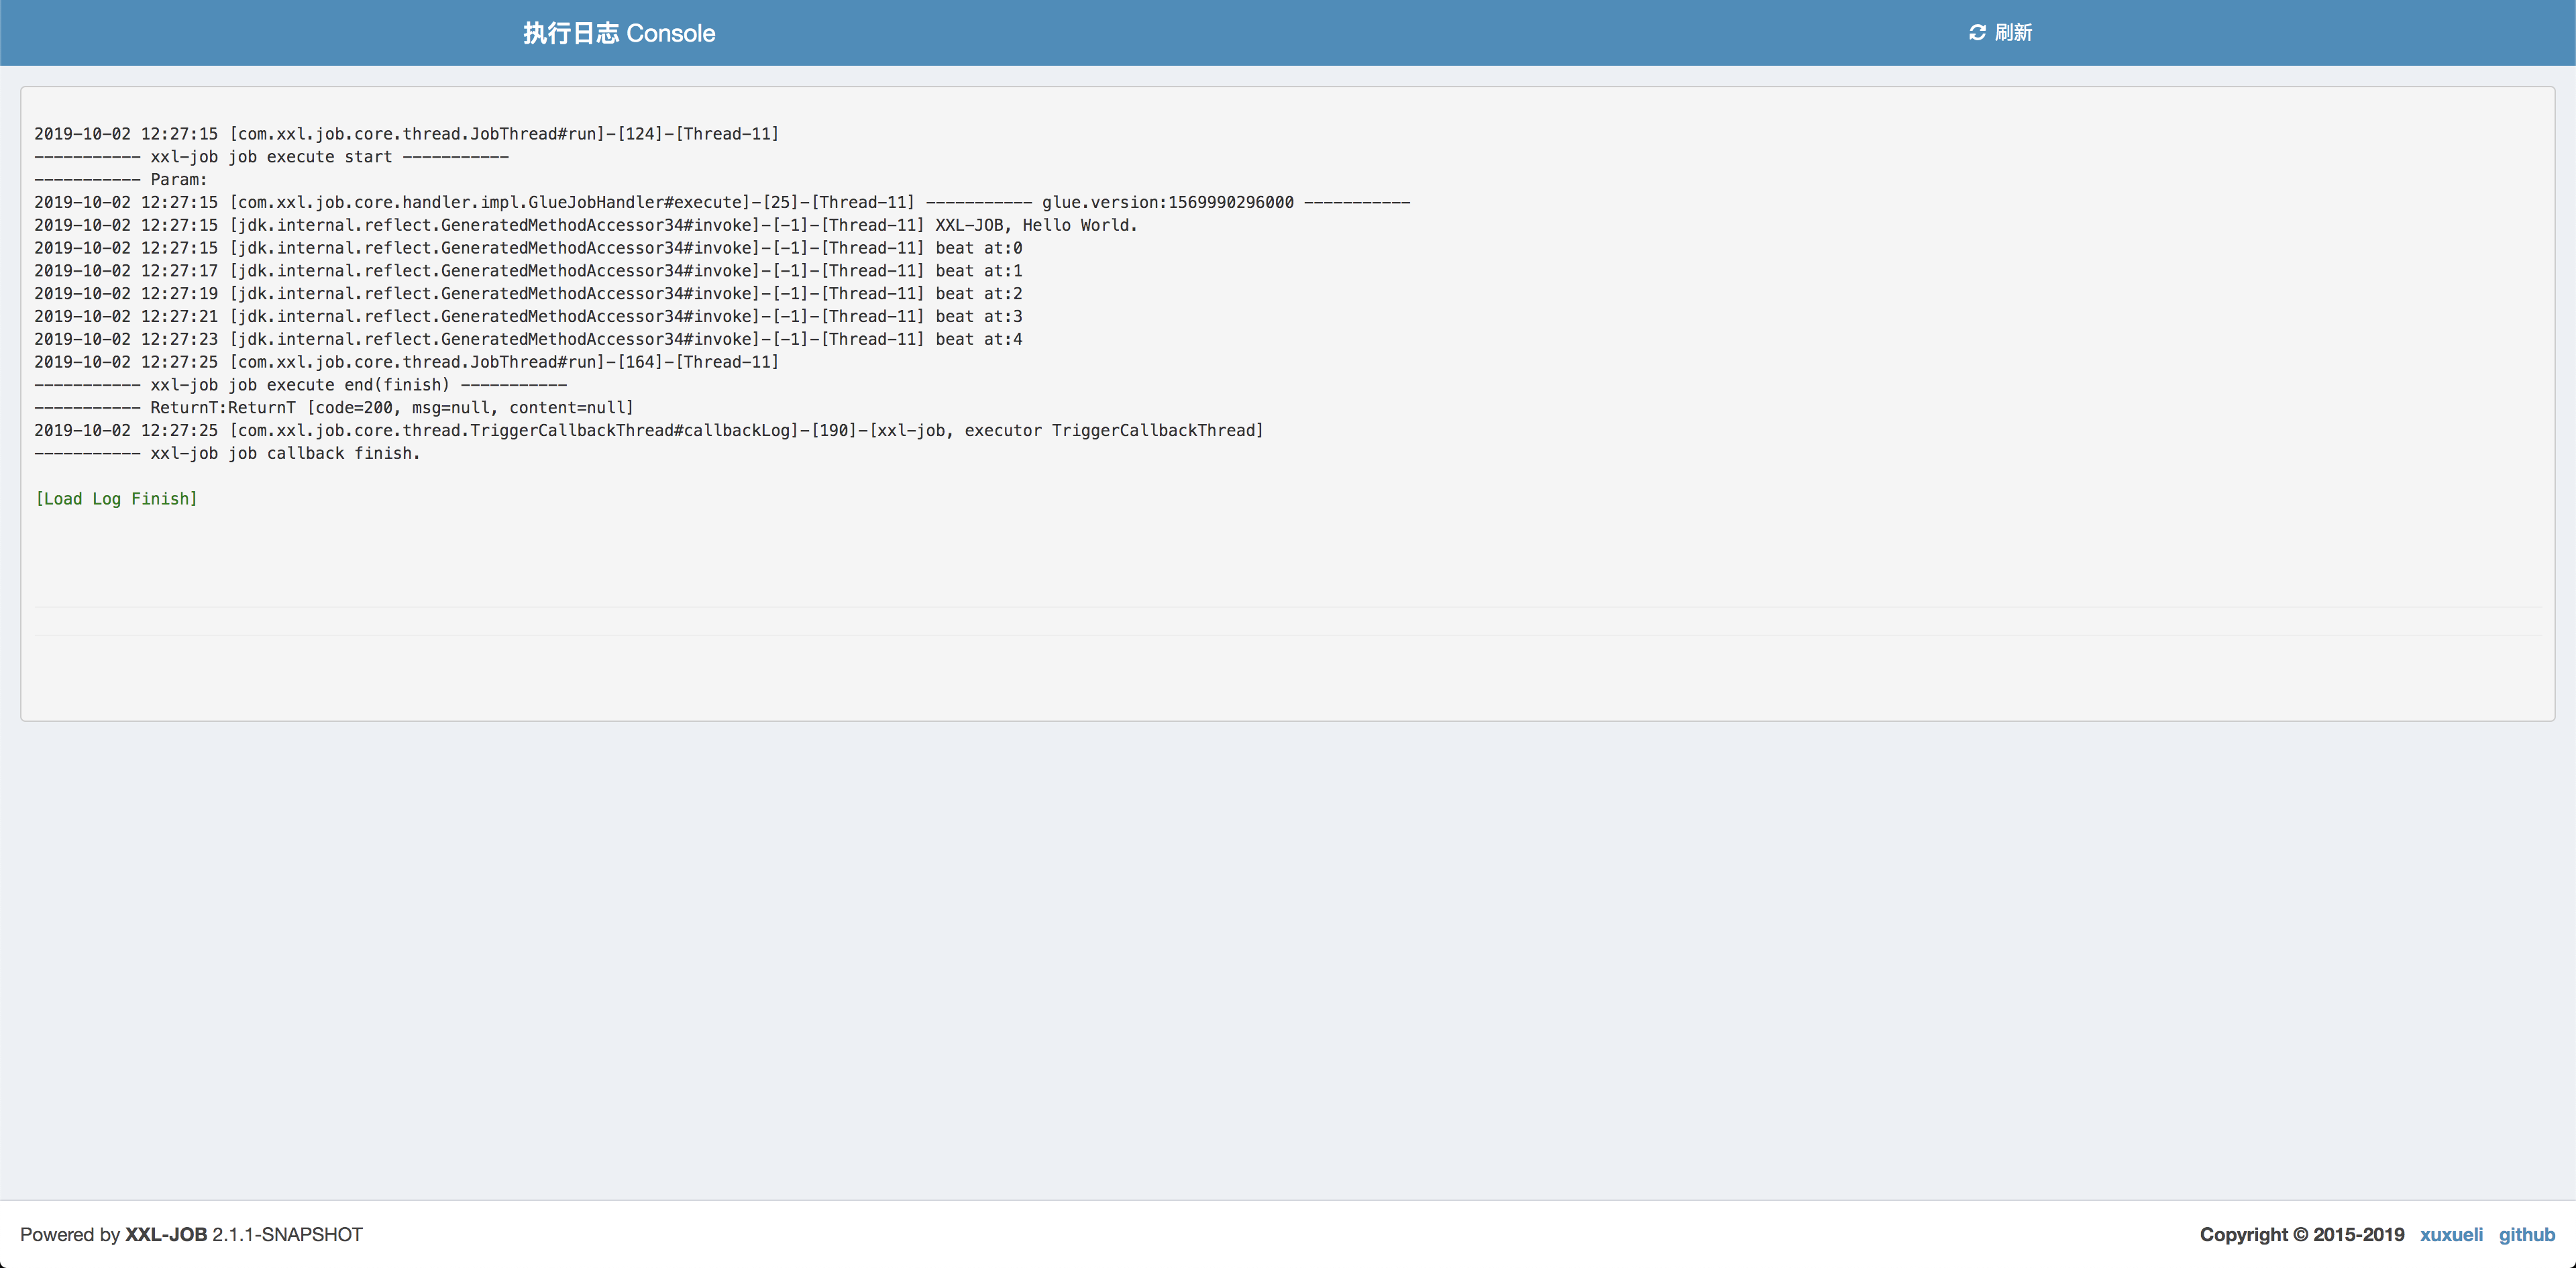 执行日志 Console
刷新
2019-10-02 12:27:15 [com.xxl.job.core.thread.JobThread#run]-[124]-[Thread-11]
----------- xxl-job job execute start -----------
----------- Param:
2019-10-02 12:27:15 [com.xxl.job.core.handler.impl.GlueJobHandler#execute]-[25]-[Thread-11] ----------- glue.version:1569990296000 -----------
2019-10-02 12:27:15 [jdk.internal.reflect.GeneratedMethodAccessor34#invoke]-[-1]-[Thread-11] XXL-JOB, Hello World.
2019-10-02 12:27:15 [jdk.internal.reflect.GeneratedMethodAccessor34#invoke]-[-1]-[Thread-11] beat at:0
2019-10-02 12:27:17 [jdk.internal.reflect.GeneratedMethodAccessor34#invoke]-[-1]-[Thread-11] beat at:1
2019-10-02 12:27:19 [jdk.internal.reflect.GeneratedMethodAccessor34#invoke]-[-1]-[Thread-11] beat at:2
2019-10-02 12:27:21 [jdk.internal.reflect.GeneratedMethodAccessor34#invoke]-[-1]-[Thread-11] beat at:3
2019-10-02 12:27:23 [jdk.internal.reflect.GeneratedMethodAccessor34#invoke]-[-1]-[Thread-11] beat at:4
2019-10-02 12:27:25 [com.xxl.job.core.thread.JobThread#run]-[164]-[Thread-11]
----------- xxl-job job execute end(finish) -----------
----------- ReturnT:ReturnT [code=200, msg=null, content=null]
2019-10-02 12:27:25 [com.xxl.job.core.thread.TriggerCallbackThread#callbackLog]-[190]-[xxl-job, executor TriggerCallbackThread]
----------- xxl-job job callback finish.
[Load Log Finish]
Powered by XXL-JOB 2.1.1-SNAPSHOT
Copyright © 2015-2019 xuxueli github